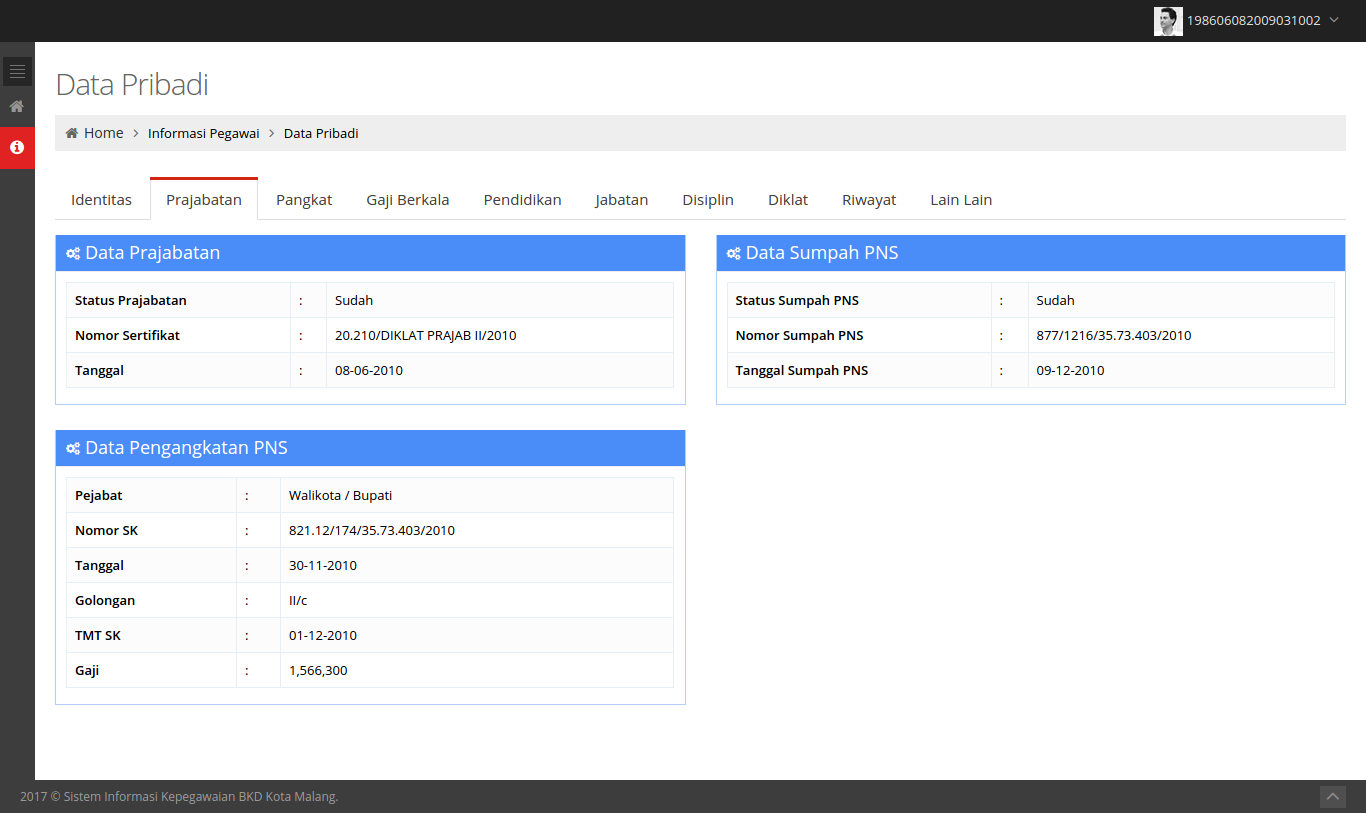 198606082009031002
Data Pribadi
Home > Informasi Pegawai > Data Pribadi
Identitas Prajabatan Pangkat Gaji Berkala Pendidikan Jabatan Disiplin Diklat Riwayat Lain Lain
Data Prajabatan
Status Prajabatan : Sudah
Nomor Sertifikat : 20.210/DIKLAT PRAJAB II/2010
Tanggal : 08-06-2010
Data Sumpah PNS
Status Sumpah PNS : Sudah
Nomor Sumpah PNS : 877/1216/35.73.403/2010
Tanggal Sumpah PNS : 09-12-2010
Data Pengangkatan PNS
Pejabat : Walikota / Bupati
Nomor SK : 821.12/174/35.73.403/2010
Tanggal : 30-11-2010
Golongan : II/c
TMT SK : 01-12-2010
Gaji : 1,566,300
2017 © Sistem Informasi Kepegawaian BKD Kota Malang.